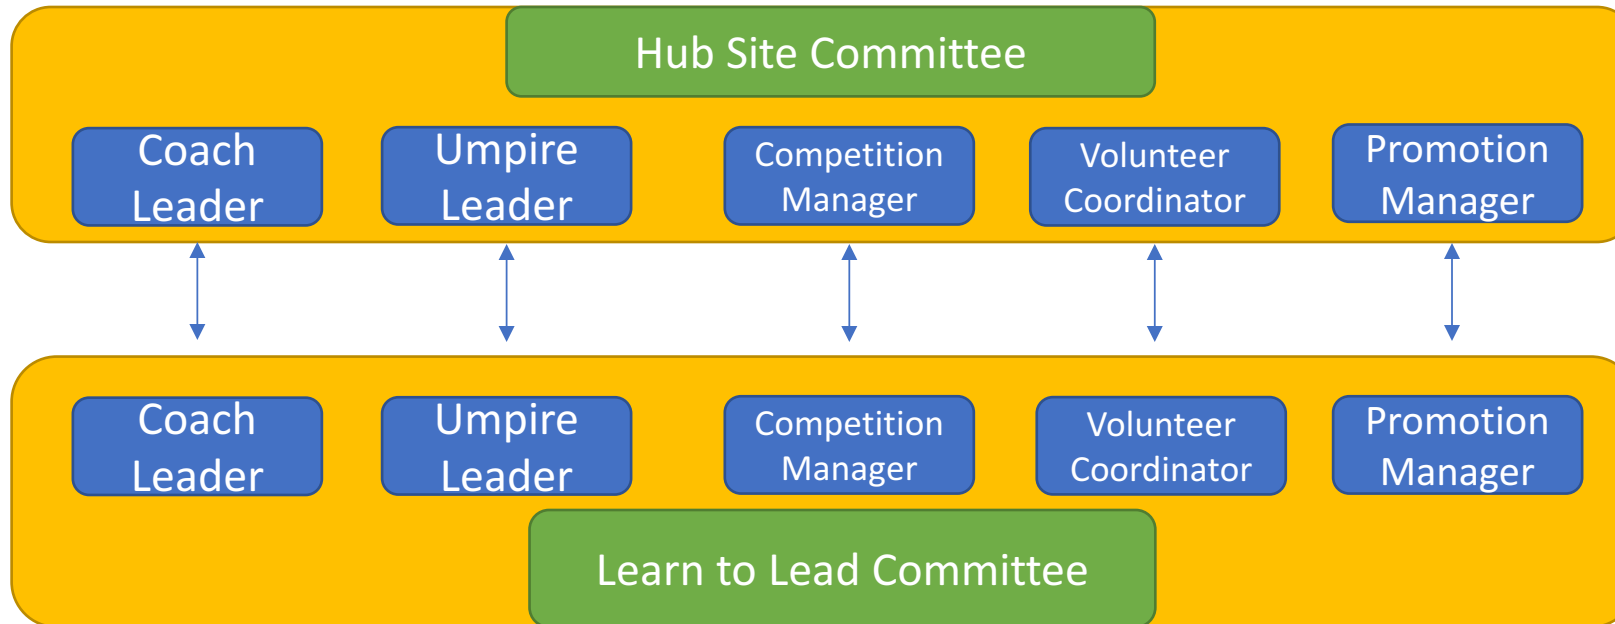 Hub Site Committee
Coach
Leader
Umpire
Leader
Competition
Manager
Volunteer
Coordinator
Promotion
Manager
Coach
Leader
Umpire
Leader
Competition
Manager
Volunteer
Coordinator
Promotion
Manager
Learn to Lead Committee